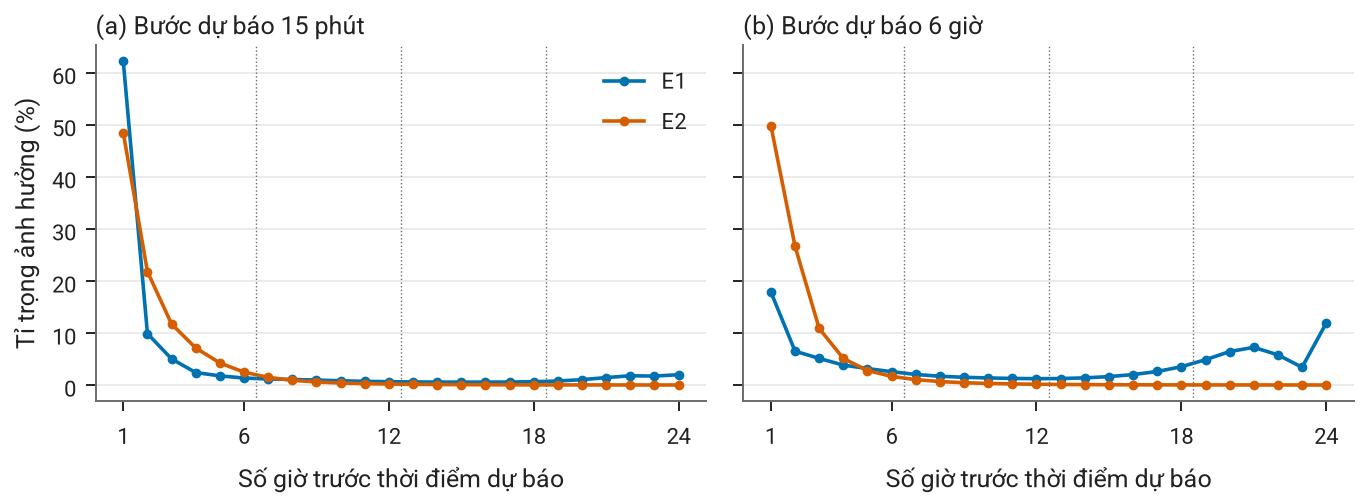 (a) Bước dự báo 15 phút
(b) Bước dự báo 6 giờ
Tỉ trọng ảnh hưởng (%)
60
50
40
30
20
10
0
E1
E2
1 6 12 18 24
1 6 12 18 24
Số giờ trước thời điểm dự báo
Số giờ trước thời điểm dự báo